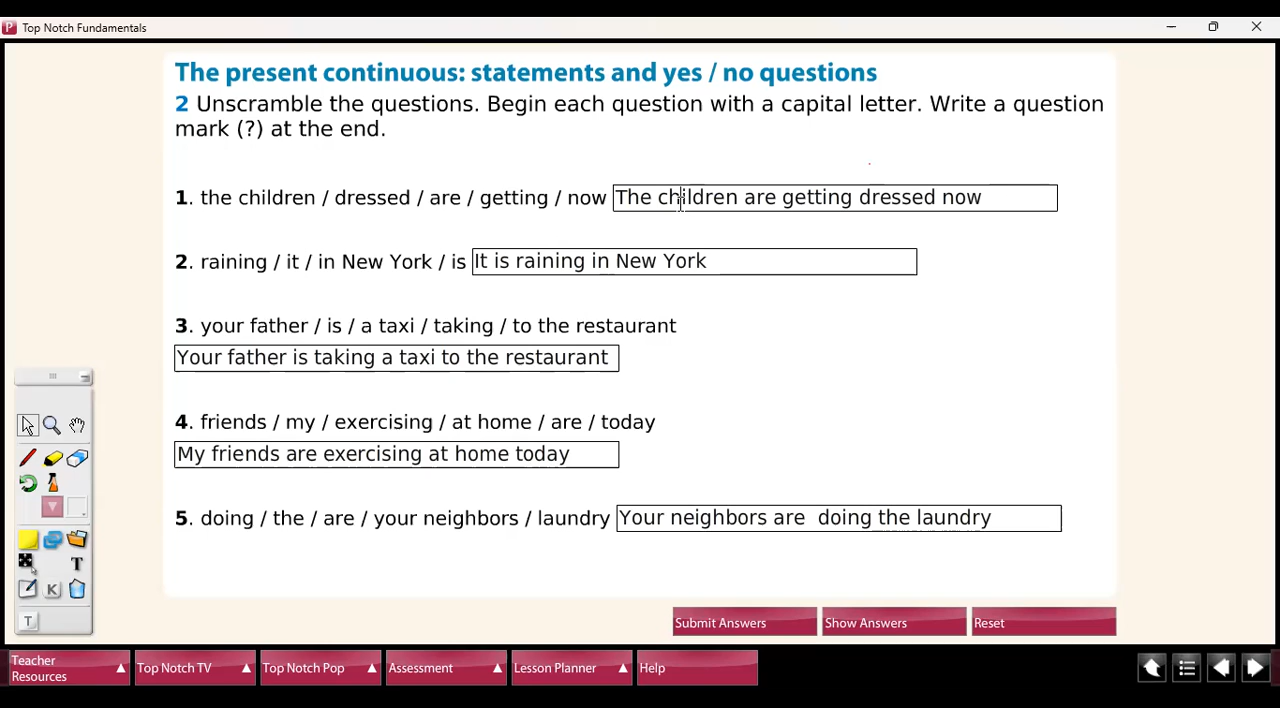 Top Notch Fundamentals
The present continuous: statements and yes / no questions
2 Unscramble the questions. Begin each question with a capital letter. Write a question
mark (?) at the end.
1. the children / dressed / are / getting / now The children are getting dressed now
2. raining / it / in New York / is It is raining in New York
3. your father / is / a taxi / taking / to the restaurant
Your father is taking a taxi to the restaurant
4. friends / my / exercising / at home / are / today
My friends are exercising at home today
5. doing / the / are / your neighbors / laundry Your neighbors are  doing the laundry
T
K
T
Submit Answers Show Answers Reset
Teacher Resources Top Notch TV Top Notch Pop Assessment Lesson Planner Help